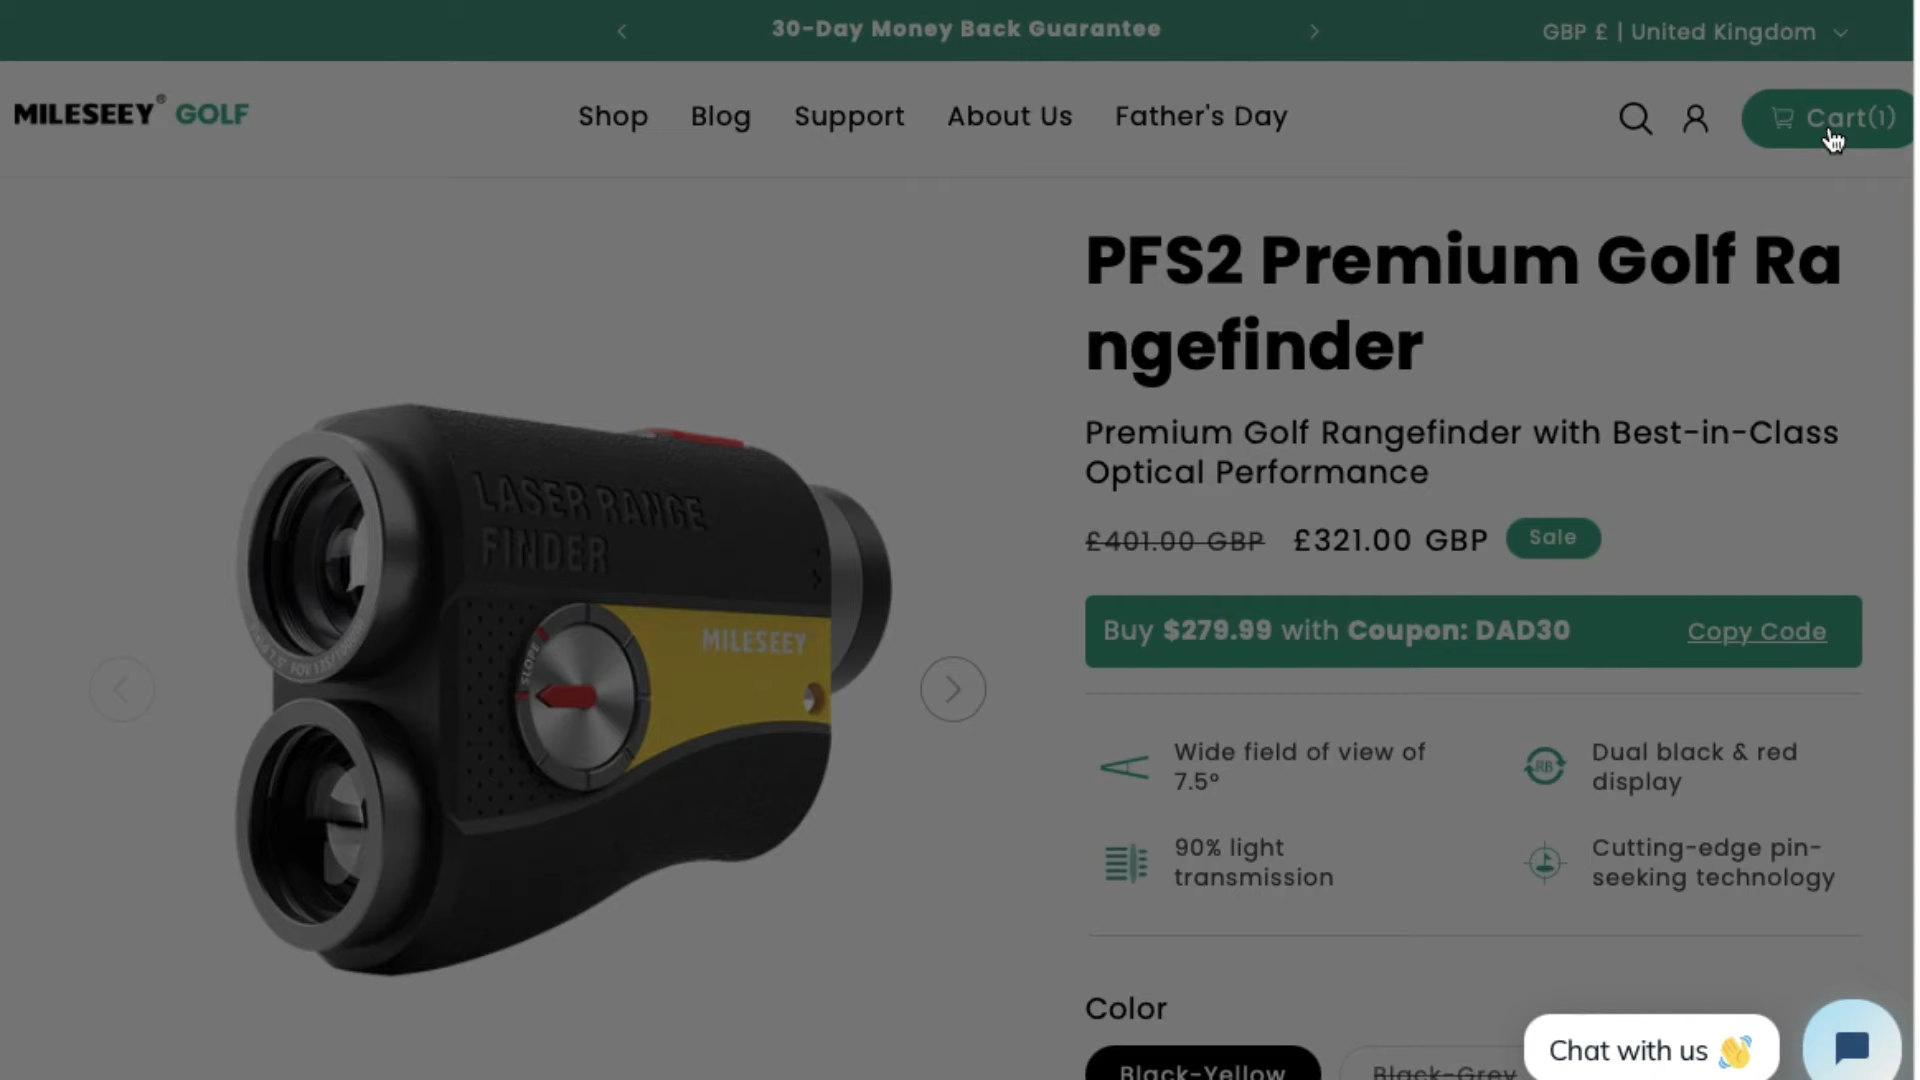 30-Day Money Back Guarantee
GBP £ | United Kingdom
MILESEEY® GOLF
Shop
Blog
Support
About Us
Father's Day
Cart(1)
PFS2 Premium Golf Ra
ngefinder
Premium Golf Rangefinder with Best-in-Class
Optical Performance
£401.00 GBP £321.00 GBP Sale
Buy $279.99 with Coupon: DAD30
Copy Code
LASER RANGE
FINDER
MILESEEY
SLOPE
Wide field of view of
7.5°
Dual black & red
display
RB
90% light
transmission
Cutting-edge pin-
seeking technology
Color
Black-Yellow
Black-Grey
Chat with us 👋